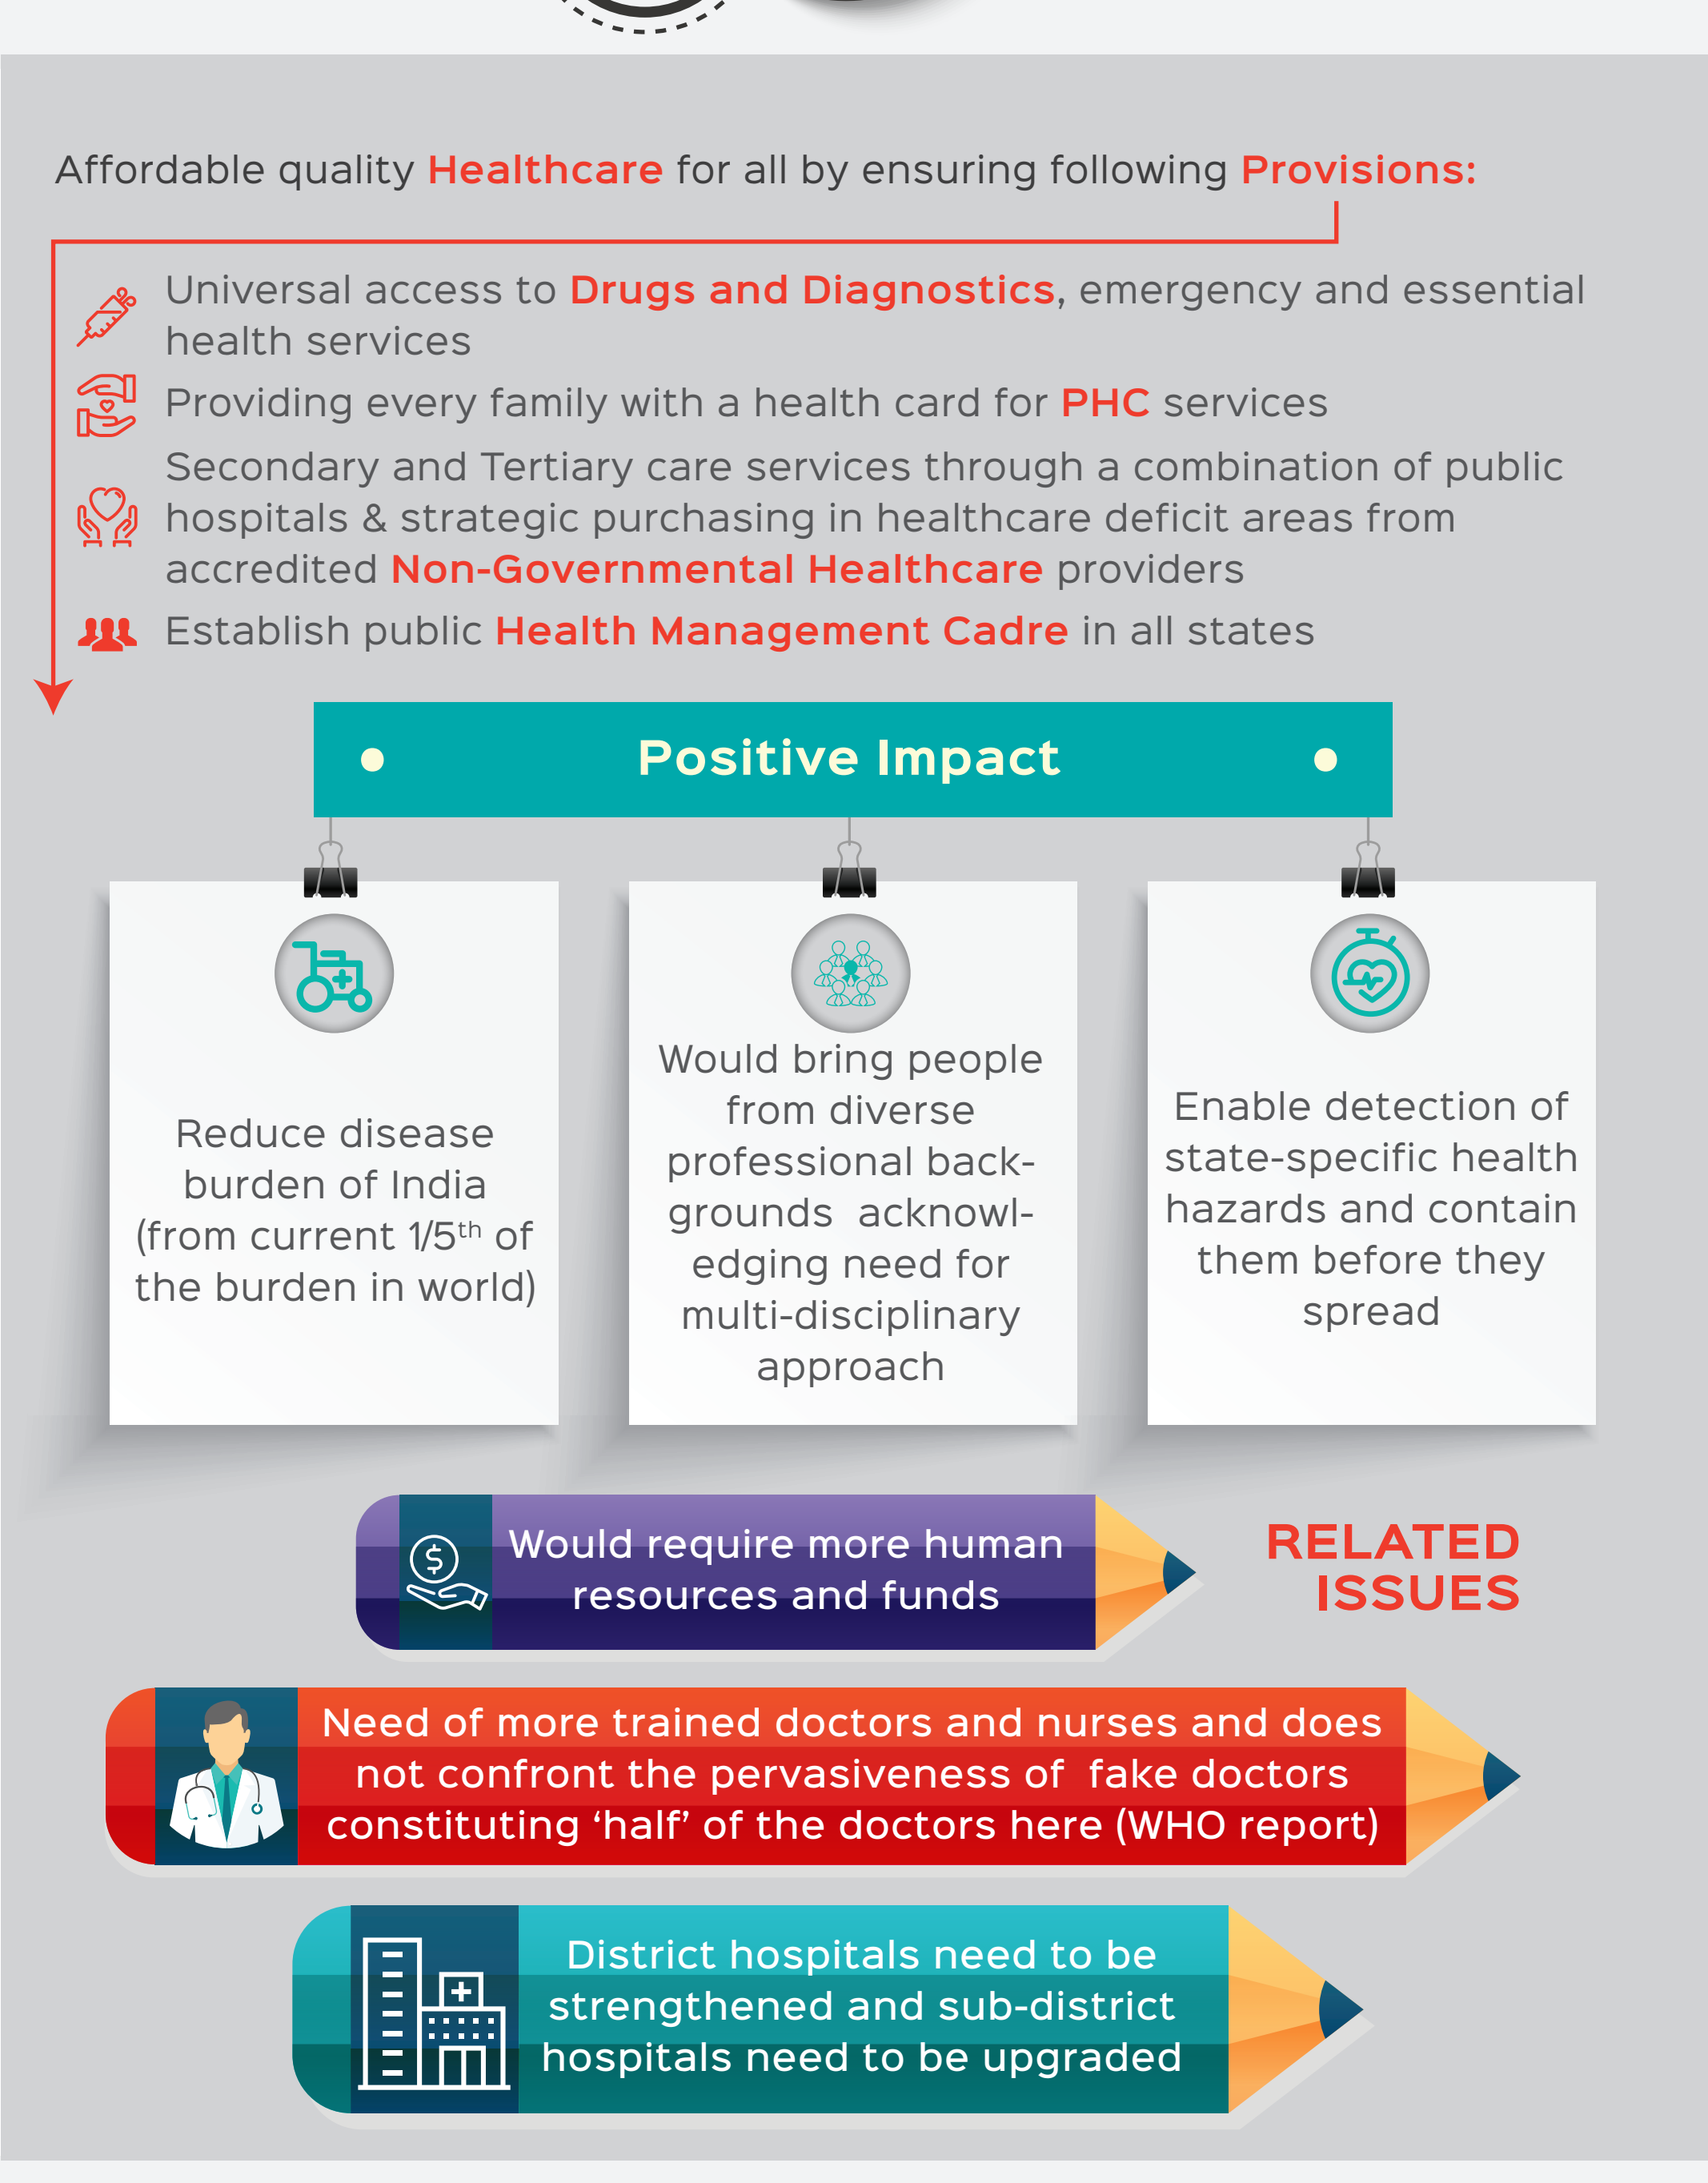 Affordable quality Healthcare for all by ensuring following Provisions:
Universal access to Drugs and Diagnostics, emergency and essential
health services
Providing every family with a health card for PHC services
Secondary and Tertiary care services through a combination of public
hospitals & strategic purchasing in healthcare deficit areas from
accredited Non-Governmental Healthcare providers
Establish public Health Management Cadre in all states
Positive Impact
Reduce disease
burden of India
(from current 1/5th of
the burden in world)
Would bring people
from diverse
professional back-
grounds acknowl-
edging need for
multi-disciplinary
approach
Enable detection of
state-specific health
hazards and contain
them before they
spread
RELATED
ISSUES
Would require more human
resources and funds
Need of more trained doctors and nurses and does
not confront the pervasiveness of fake doctors
constituting ‘half’ of the doctors here (WHO report)
District hospitals need to be
strengthened and sub-district
hospitals need to be upgraded